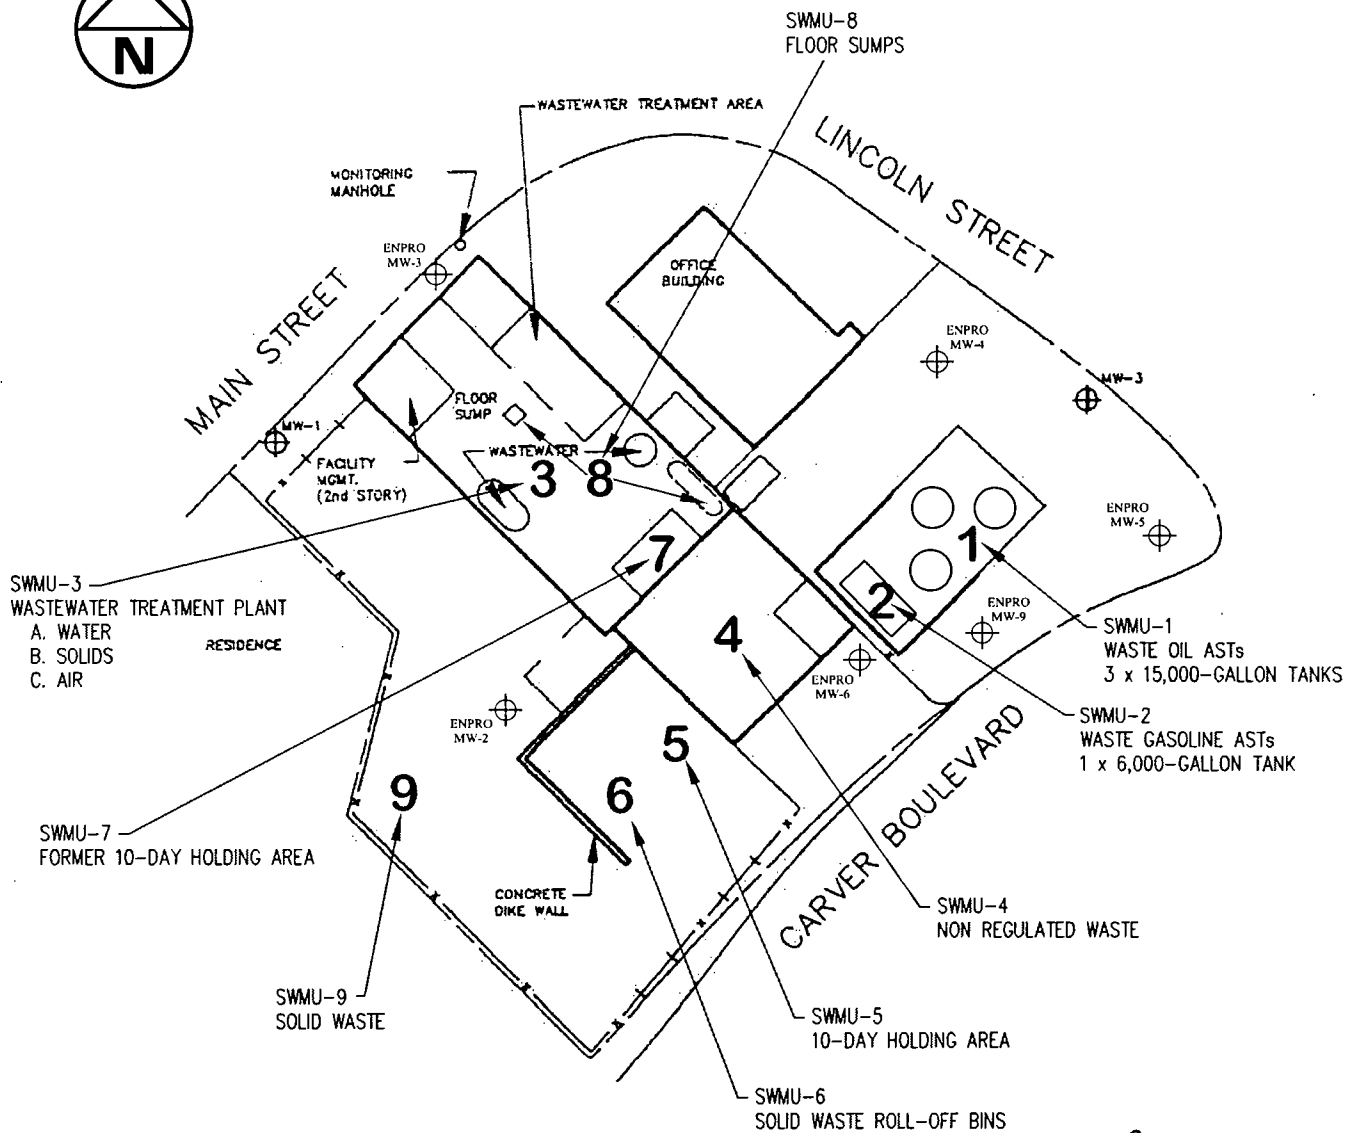 N
SWMU-8
FLOOR SUMPS
WASTEWATER TREATMENT AREA
LINCOLN STREET
MONITORING
MANHOLE
ENPRO
MW-3
OFFICE
BUILDING
MAIN STREET
ENPRO
MW-4
MW-3
FLOOR
SUMP
MW-1
WASTEWATER
FACILITY
MGMT.
(2nd STORY)
3
8
ENPRO
MW-5
1
7
2
SWMU-3
WASTEWATER TREATMENT PLANT
A. WATER
B. SOLIDS
C. AIR
RESIDENCE
4
ENPRO
MW-9
SWMU-1
WASTE OIL ASTs
3 x 15,000-GALLON TANKS
ENPRO
MW-6
ENPRO
MW-2
SWMU-2
WASTE GASOLINE ASTs
1 x 6,000-GALLON TANK
5
6
9
CARVER BOULEVARD
SWMU-7
FORMER 10-DAY HOLDING AREA
CONCRETE
DIKE WALL
SWMU-4
NON REGULATED WASTE
SWMU-9
SOLID WASTE
SWMU-5
10-DAY HOLDING AREA
SWMU-6
SOLID WASTE ROLL-OFF BINS